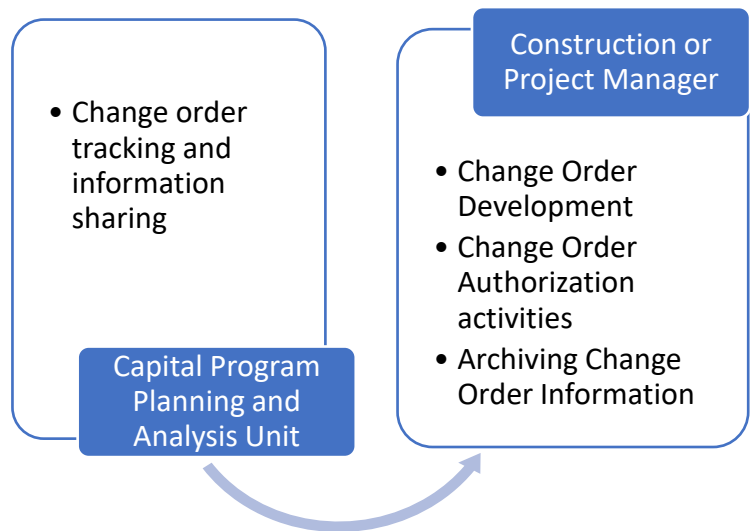 • Change order
tracking and
information
sharing
Capital Program
Planning and
Analysis Unit
Construction or
Project Manager
• Change Order
Development
• Change Order
Authorization
activities
• Archiving Change
Order Information